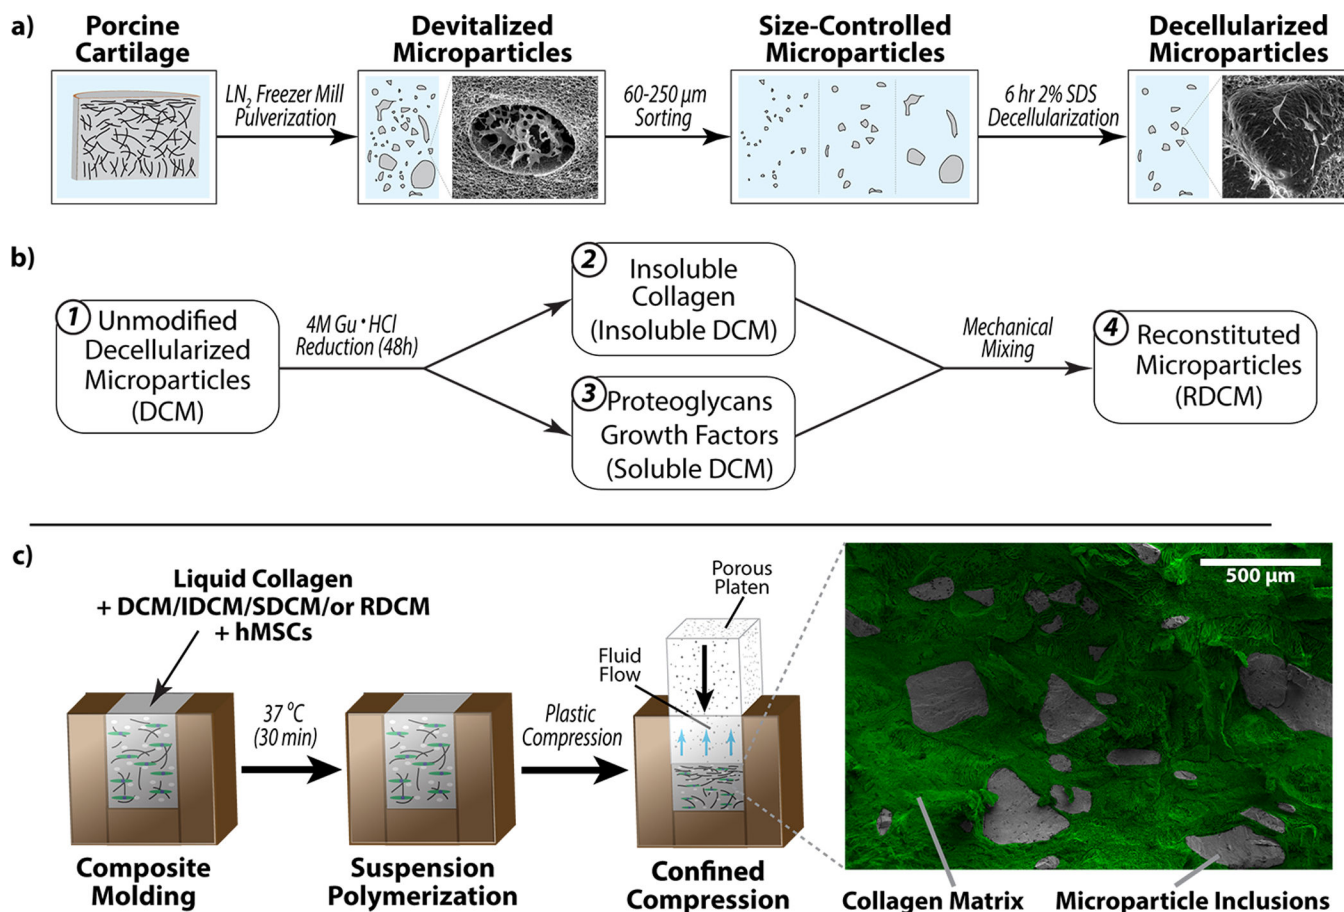 a)
Porcine
Cartilage
LN₂ Freezer Mill
Pulverization
Devitalized
Microparticles
60-250 µm
Sorting
Size-Controlled
Microparticles
6 hr 2% SDS
Decellularization
Decellularized
Microparticles
b)
1 Unmodified
Decellularized
Microparticles
(DCM)
4M Gu•HCl
Reduction (48h)
2 Insoluble
Collagen
(Insoluble DCM)
3 Proteoglycans
Growth Factors
(Soluble DCM)
Mechanical
Mixing
4 Reconstituted
Microparticles
(RDCM)
c)
Liquid Collagen
+ DCM/IDCM/SDCM/or RDCM
+ hMSCs
Composite
Molding
37 °C
(30 min)
Suspension
Polymerization
Plastic
Compression
Porous
Platen
Fluid
Flow
Confined
Compression
500 µm
Collagen Matrix
Microparticle Inclusions